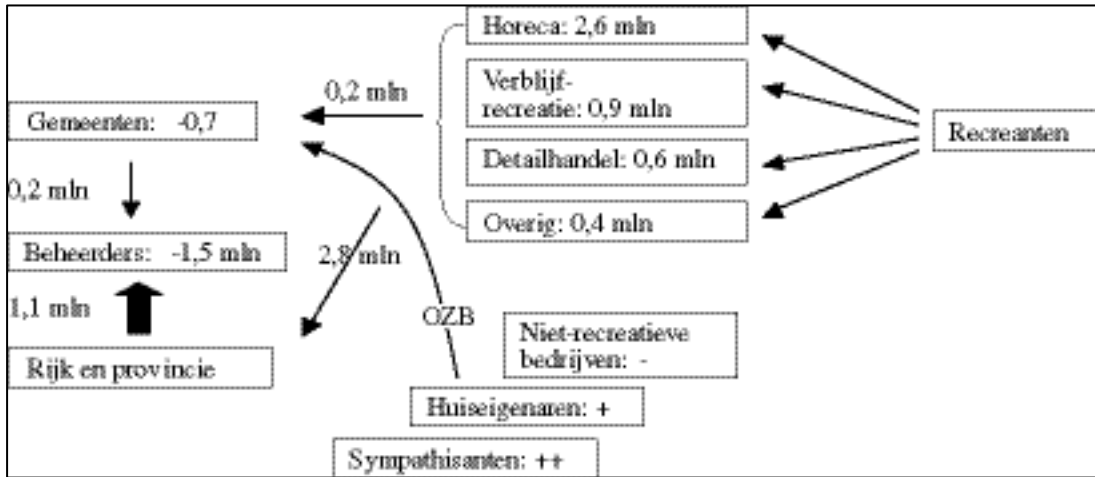 Horeca: 2,6 mln
Verblijf-
recreatie: 0,9 mln
0,2 mln
Gemeenten: -0,7
Recreanten
Detailhandel: 0,6 mln
0,2 mln
Overig: 0,4 mln
Beheerders: -1,5 mln
2,8 mln
1,1 mln
OZB
Niet-recreatieve
bedrijven: -
Rijk en provincie
Huiseigenaren: +
Sympathisanten: ++